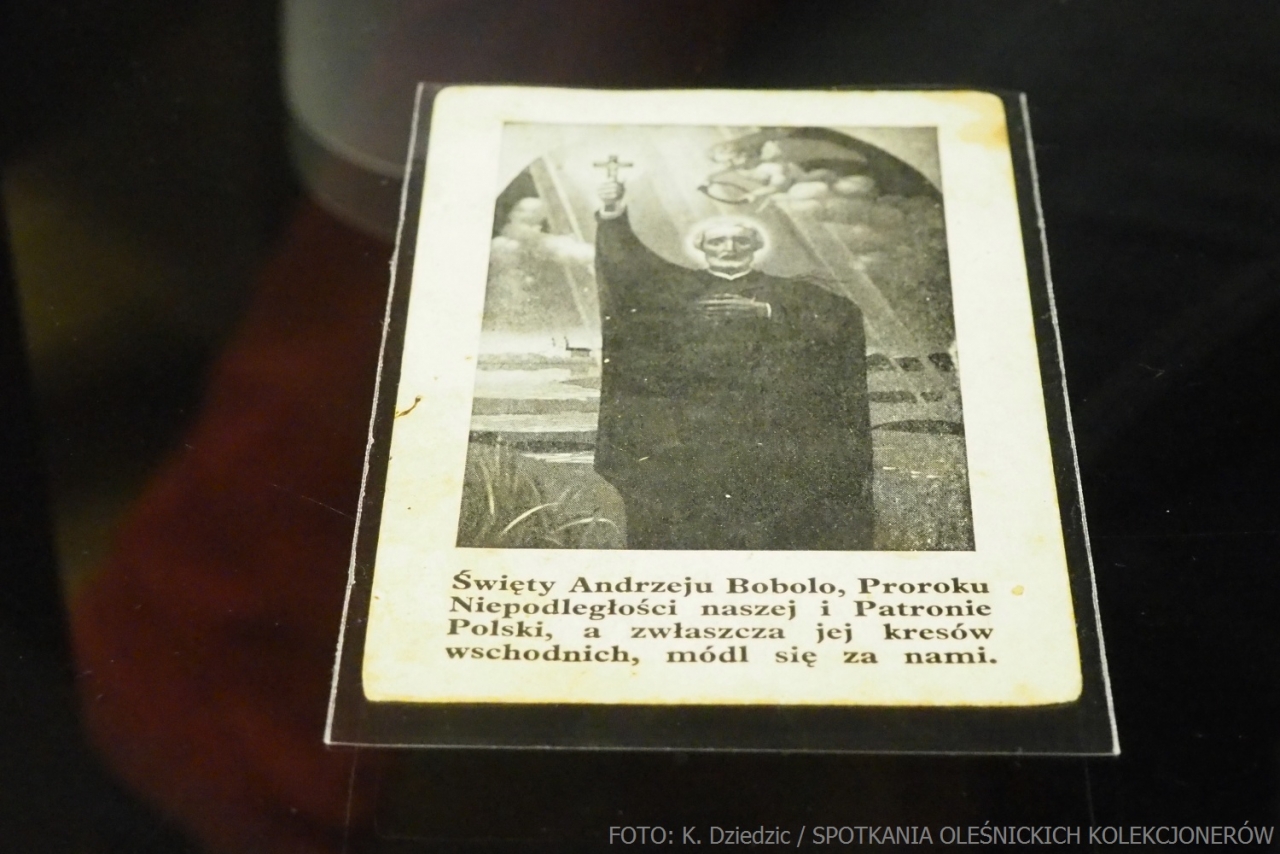 Święty Andrzeju Bobolo, Proroku
Niepodległości naszej i Patronie
Polski, a zwłaszcza jej kresów
wschodnich, módl się za nami.
FOTO: K. Dziedzic / SPOTKANIA OLEŚNICKICH KOLEKCJONERÓW